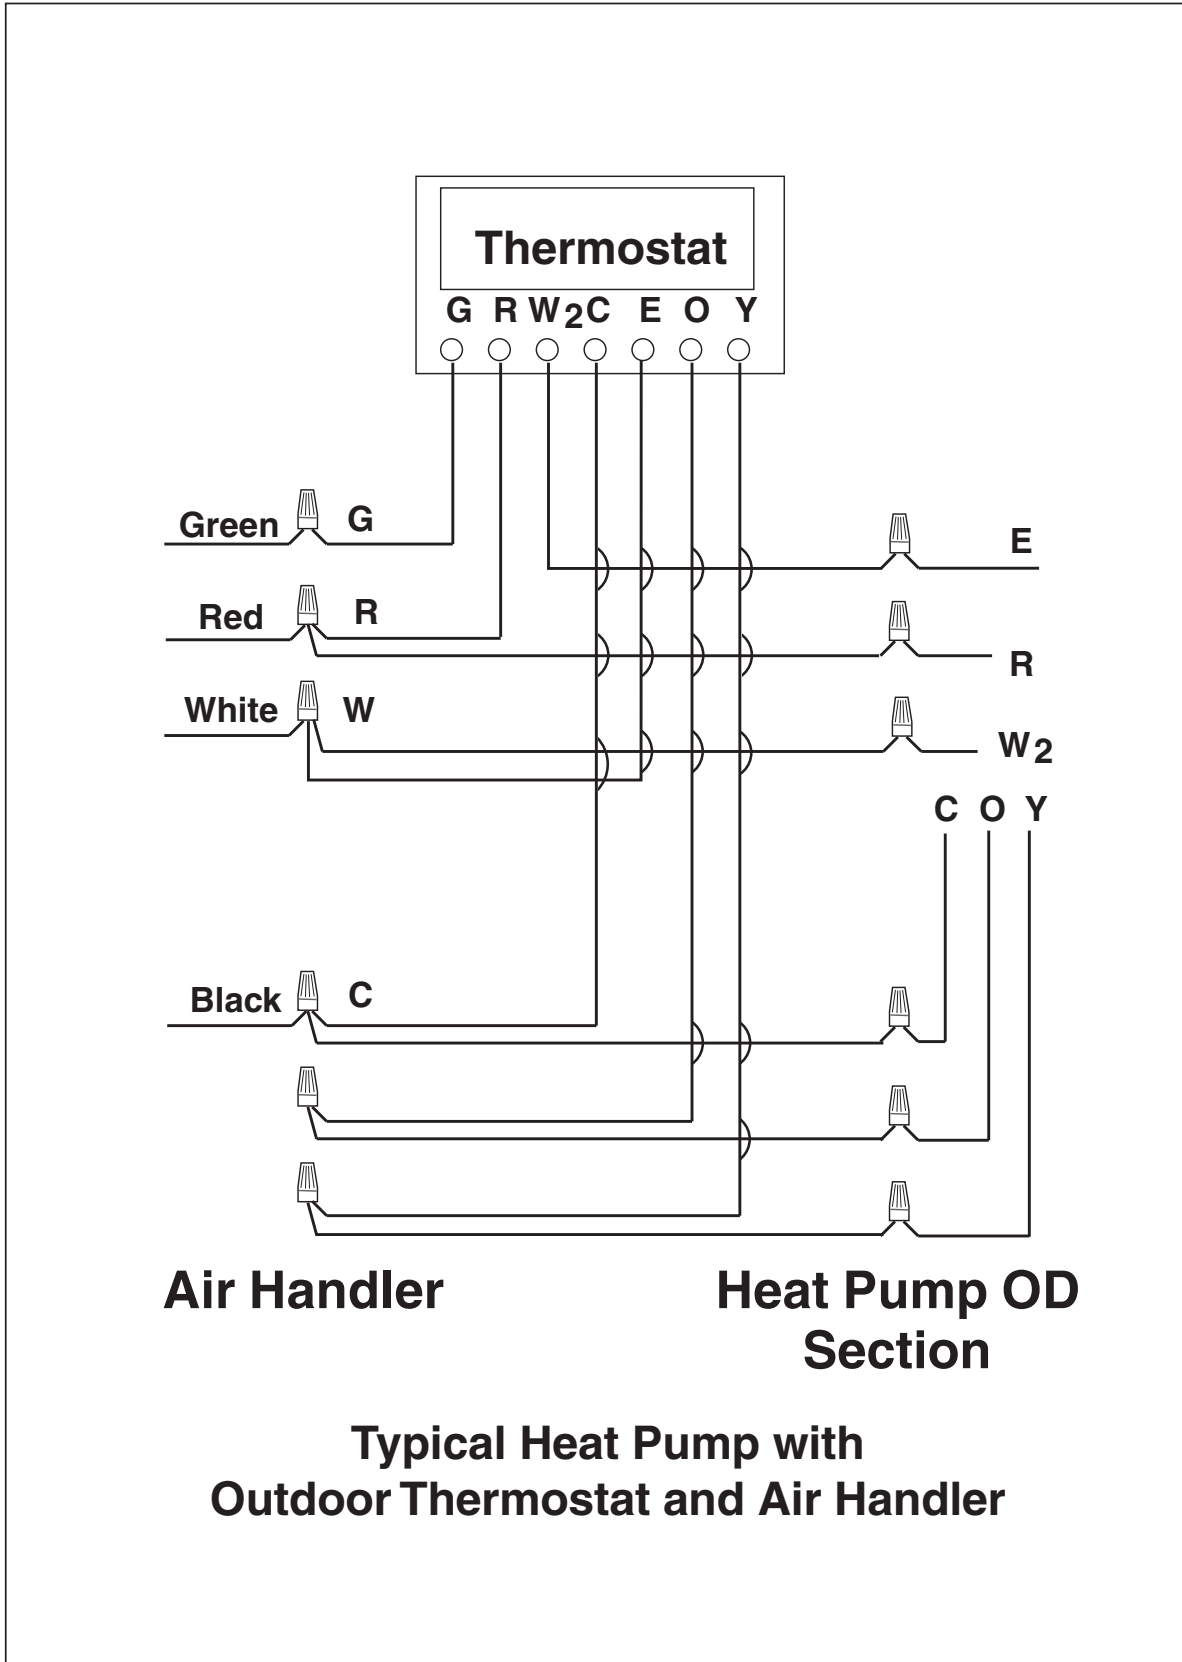 Thermostat
G R W2 C E O Y
Green G
E
Red R
R
White W
W2
C O Y
Black C
Air Handler
Heat Pump OD
Section
Typical Heat Pump with
Outdoor Thermostat and Air Handler